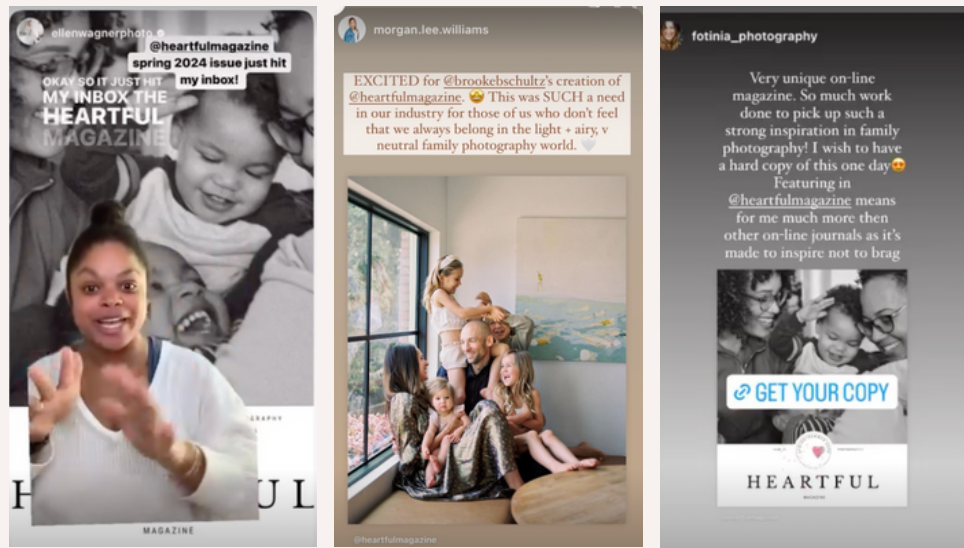 ellenwagnerphoto
@heartfulmagazine
spring 2024 issue just hit
my inbox!
OKAY SO IT JUST HIT
MY INBOX THE
HEARTFUL
MAGAZINE
H
UL
MAGAZINE
morgan.lee.williams
EXCITED for @brookebschultz's creation of
@heartfulmagazine. 🤩 This was SUCH a need
in our industry for those of us who don't feel
that we always belong in the light + airy, v
neutral family photography world. 🤍
@heartfulmagazine
fotinia_photography
Very unique on-line
magazine. So much work
done to pick up such a
strong inspiration in family
photography! I wish to have
a hard copy of this one day😍
Featuring in
@heartfulmagazine means
for me much more then
other on-line journals as it's
made to inspire not to brag
GET YOUR COPY
HEARTFUL
MAGAZINE